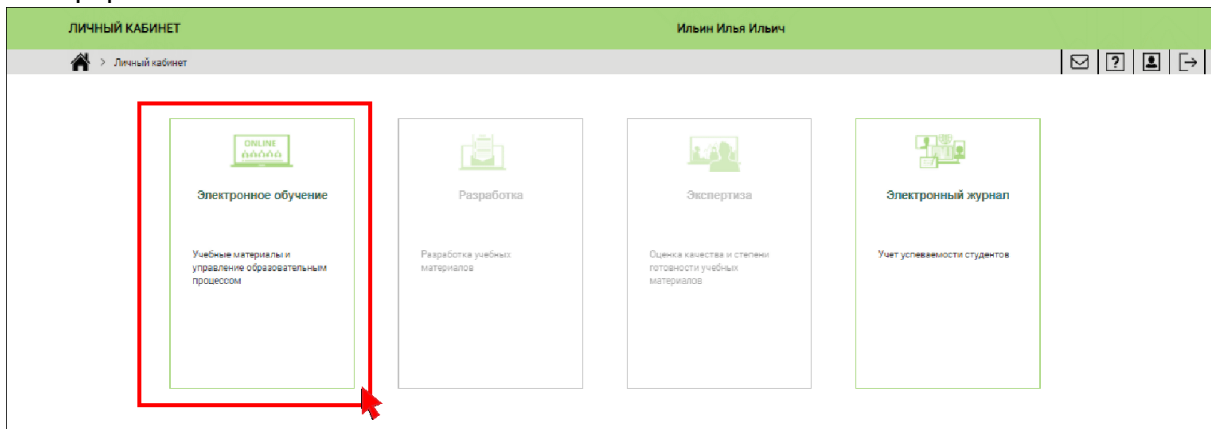 ЛИЧНЫЙ КАБИНЕТ
Ильин Илья Ильич
> Личный кабинет
?
ONLINE
Электронное обучение
Учебные материалы и
управление образовательным
процессом
Разработка
Разработка учебных
материалов
Экспертиза
Оценка качества и степени
готовности учебных
материалов
Электронный журнал
Учет успеваемости студентов